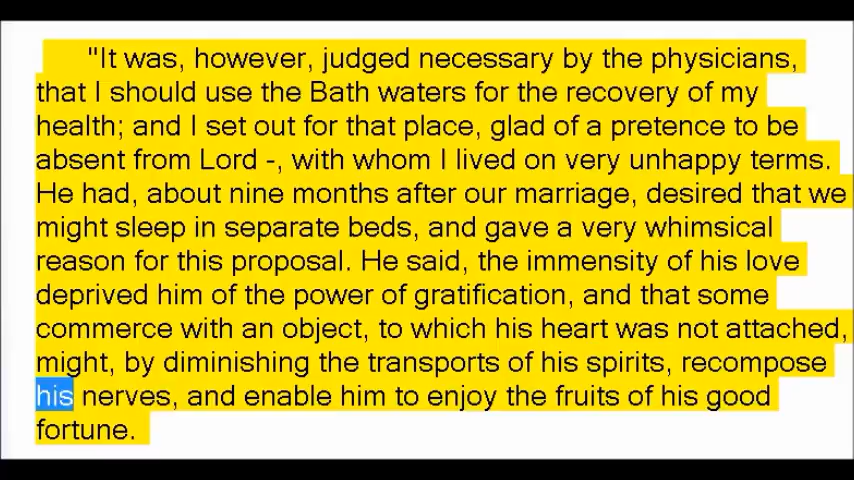 "It was, however, judged necessary by the physicians,
that I should use the Bath waters for the recovery of my
health; and I set out for that place, glad of a pretence to be
absent from Lord -, with whom I lived on very unhappy terms.
He had, about nine months after our marriage, desired that we
might sleep in separate beds, and gave a very whimsical
reason for this proposal. He said, the immensity of his love
deprived him of the power of gratification, and that some
commerce with an object, to which his heart was not attached,
might, by diminishing the transports of his spirits, recompose
his nerves, and enable him to enjoy the fruits of his good
fortune.